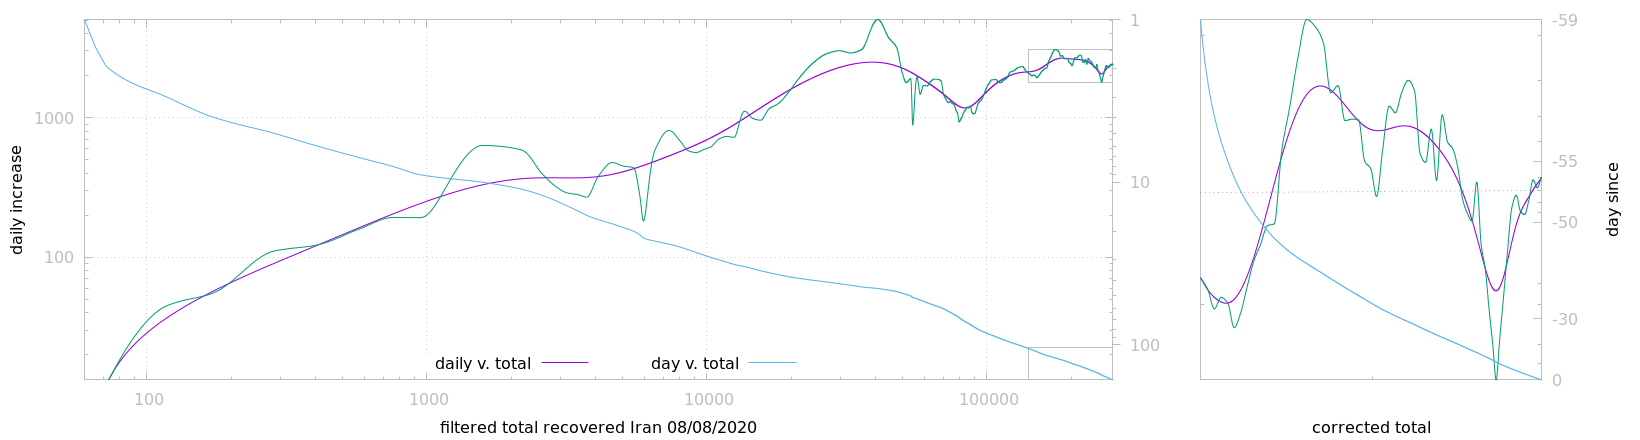 1
-59
1000
daily increase
-55
10
day since
-50
100
-30
100
daily v. total
day v. total
0
100
1000
10000
100000
filtered total recovered Iran 08/08/2020
corrected total